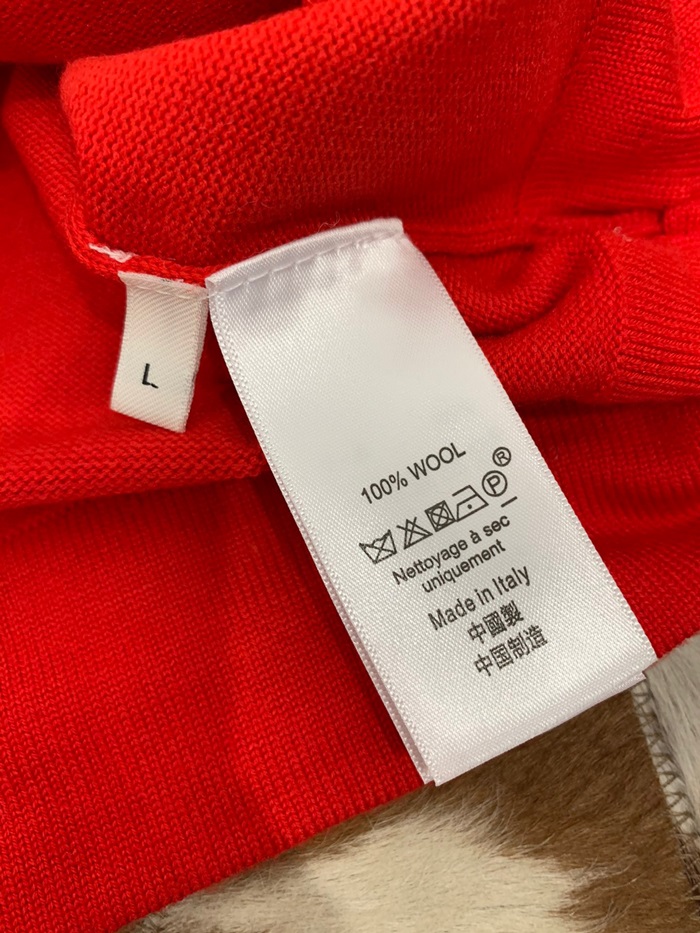 L
100% WOOL
®
P
Nettoyage à sec
uniquement
Made in Italy
中國製
中国制造